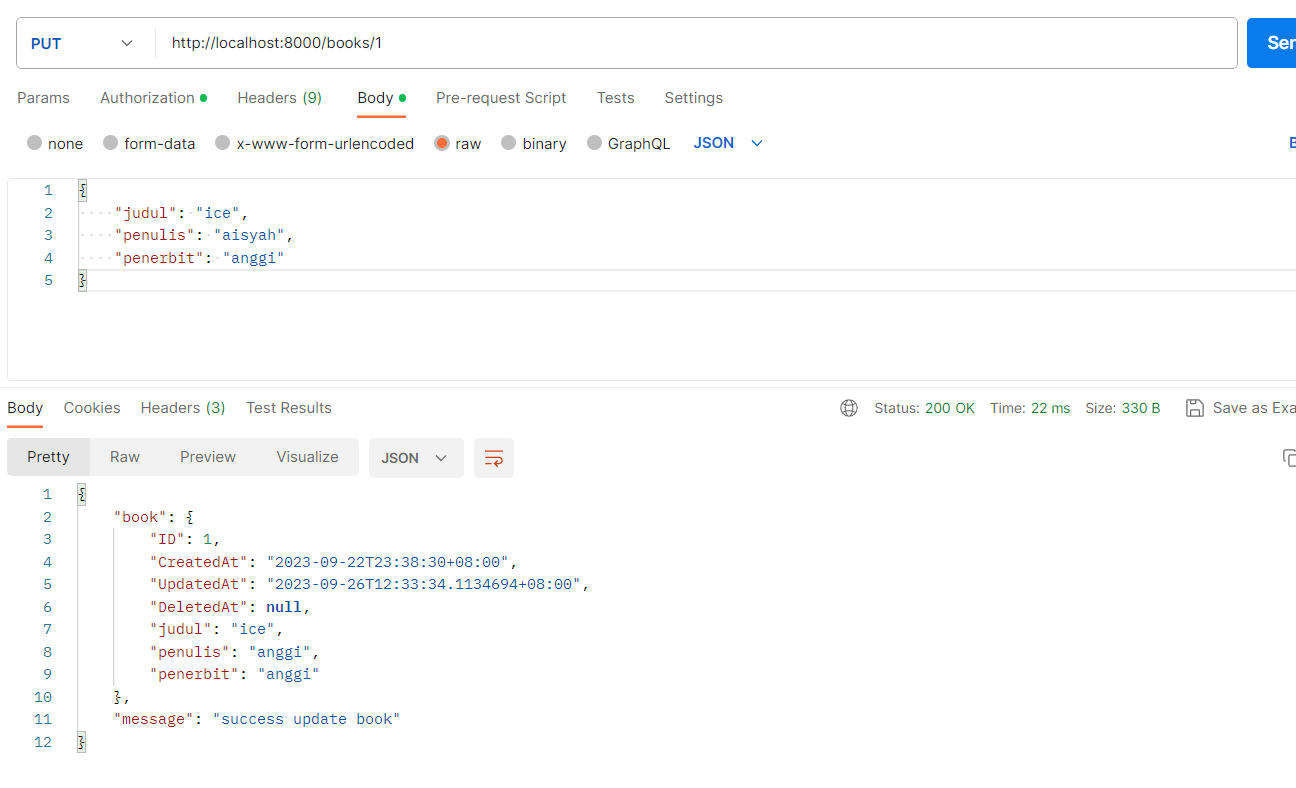 PUT http://localhost:8000/books/1
Params Authorization Headers (9) Body Pre-request Script Tests Settings
none form-data x-www-form-urlencoded raw binary GraphQL JSON
1 {
2 "judul": "ice",
3 "penulis": "aisyah",
4 "penerbit": "anggi"
5 }
Body Cookies Headers (3) Test Results Status: 200 OK Time: 22 ms Size: 330 B Save as
Pretty Raw Preview Visualize JSON
1 {
2 "book": {
3 "ID": 1,
4 "CreatedAt": "2023-09-22T23:38:30+08:00",
5 "UpdatedAt": "2023-09-26T12:33:34.1134694+08:00",
6 "DeletedAt": null,
7 "judul": "ice",
8 "penulis": "anggi",
9 "penerbit": "anggi"
10 },
11 "message": "success update book"
12 }